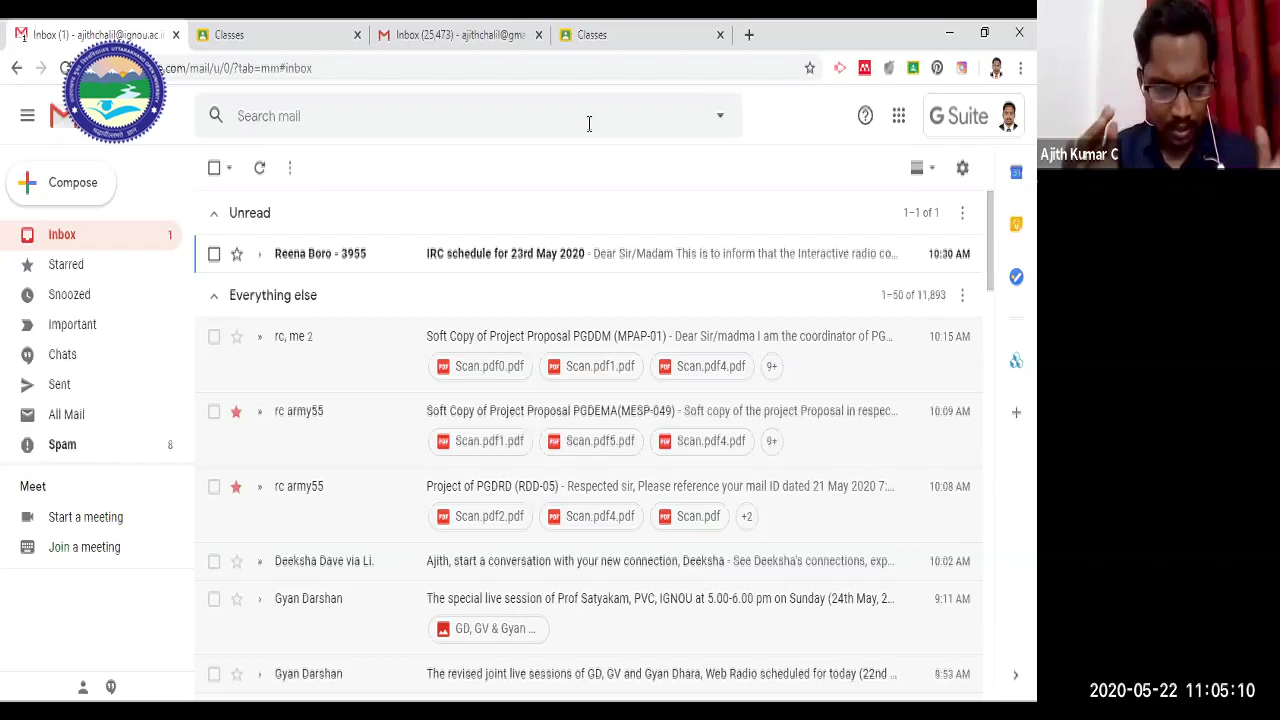 Inbox (1) - ajithchalil@ignou.ac.i
Classes
Inbox (25,473) - ajithchalil@gma
Classes
.com/mail/u/0/?tab=mm#inbox
Search mail
G Suite
Ajith Kumar C
Compose
Inbox 1
Starred
Snoozed
Important
Chats
Sent
All Mail
Spam 8
Meet
Start a meeting
Join a meeting
Unread 1–1 of 1
Reena Boro - 3955 IRC schedule for 23rd May 2020 - Dear Sir/Madam This is to inform that the Interactive radio co... 10:30 AM
Everything else 1–50 of 11,893
rc, me 2 Soft Copy of Project Proposal PGDDM (MPAP-01) - Dear Sir/madma I am the coordinator of PG... 10:15 AM
Scan.pdf0.pdf Scan.pdf1.pdf Scan.pdf4.pdf 9+
rc army55 Soft Copy of Project Proposal PGDEMA(MESP-049) - Soft copy of the project Proposal in respec... 10:09 AM
Scan.pdf1.pdf Scan.pdf5.pdf Scan.pdf4.pdf 9+
rc army55 Project of PGDRD (RDD-05) - Respected sir, Please reference your mail ID dated 21 May 2020 7:... 10:08 AM
Scan.pdf2.pdf Scan.pdf4.pdf Scan.pdf +2
Deeksha Dave via Li. Ajith, start a conversation with your new connection, Deeksha - See Deeksha's connections, exp... 10:02 AM
Gyan Darshan The special live session of Prof Satyakam, PVC, IGNOU at 5.00-6.00 pm on Sunday (24th May, 2... 9:11 AM
GD, GV & Gyan ...
Gyan Darshan The revised joint live sessions of GD, GV and Gyan Dhara, Web Radio scheduled for today (22nd ... 8:53 AM
2020-05-22 11:05:10